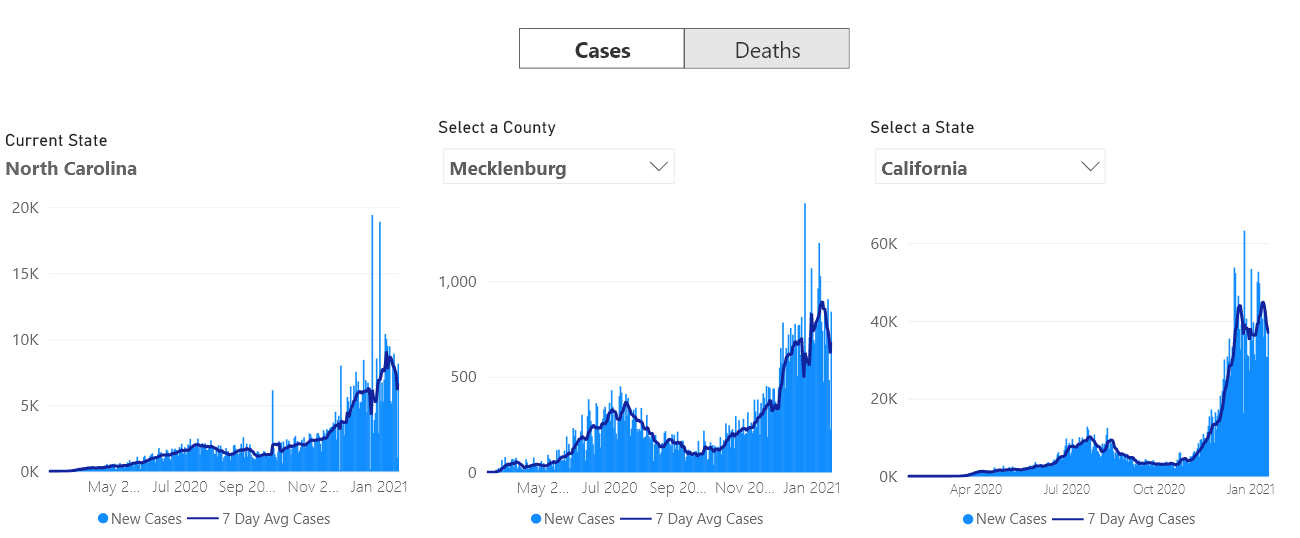 Cases Deaths
Current State
North Carolina
20K
15K
10K
5K
0K
May 2... Jul 2020 Sep 20... Nov 2... Jan 2021
New Cases 7 Day Avg Cases
Select a County
Mecklenburg
1,000
500
0
May 2... Jul 2020 Sep 20... Nov 20... Jan 2021
New Cases 7 Day Avg Cases
Select a State
California
60K
40K
20K
0K
Apr 2020 Jul 2020 Oct 2020 Jan 2021
New Cases 7 Day Avg Cases